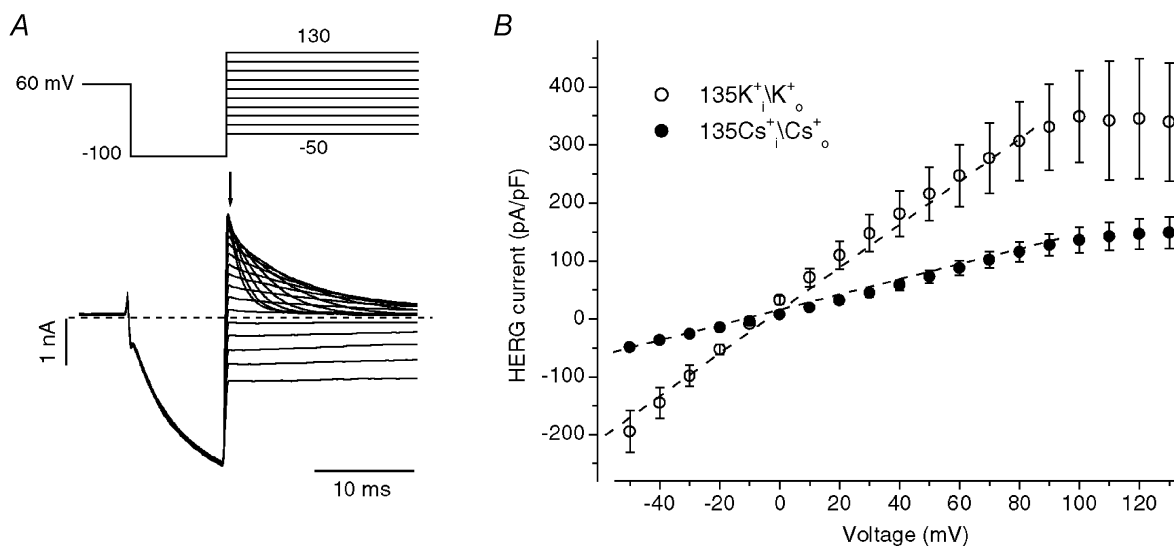 A
130
60 mV
-100
-50
1 nA
10 ms
B
135K+i\K+o
135Cs+i\Cs+o
HERG current (pA/pF)
400
300
200
100
0
-100
-200
-40 -20 0 20 40 60 80 100 120
Voltage (mV)